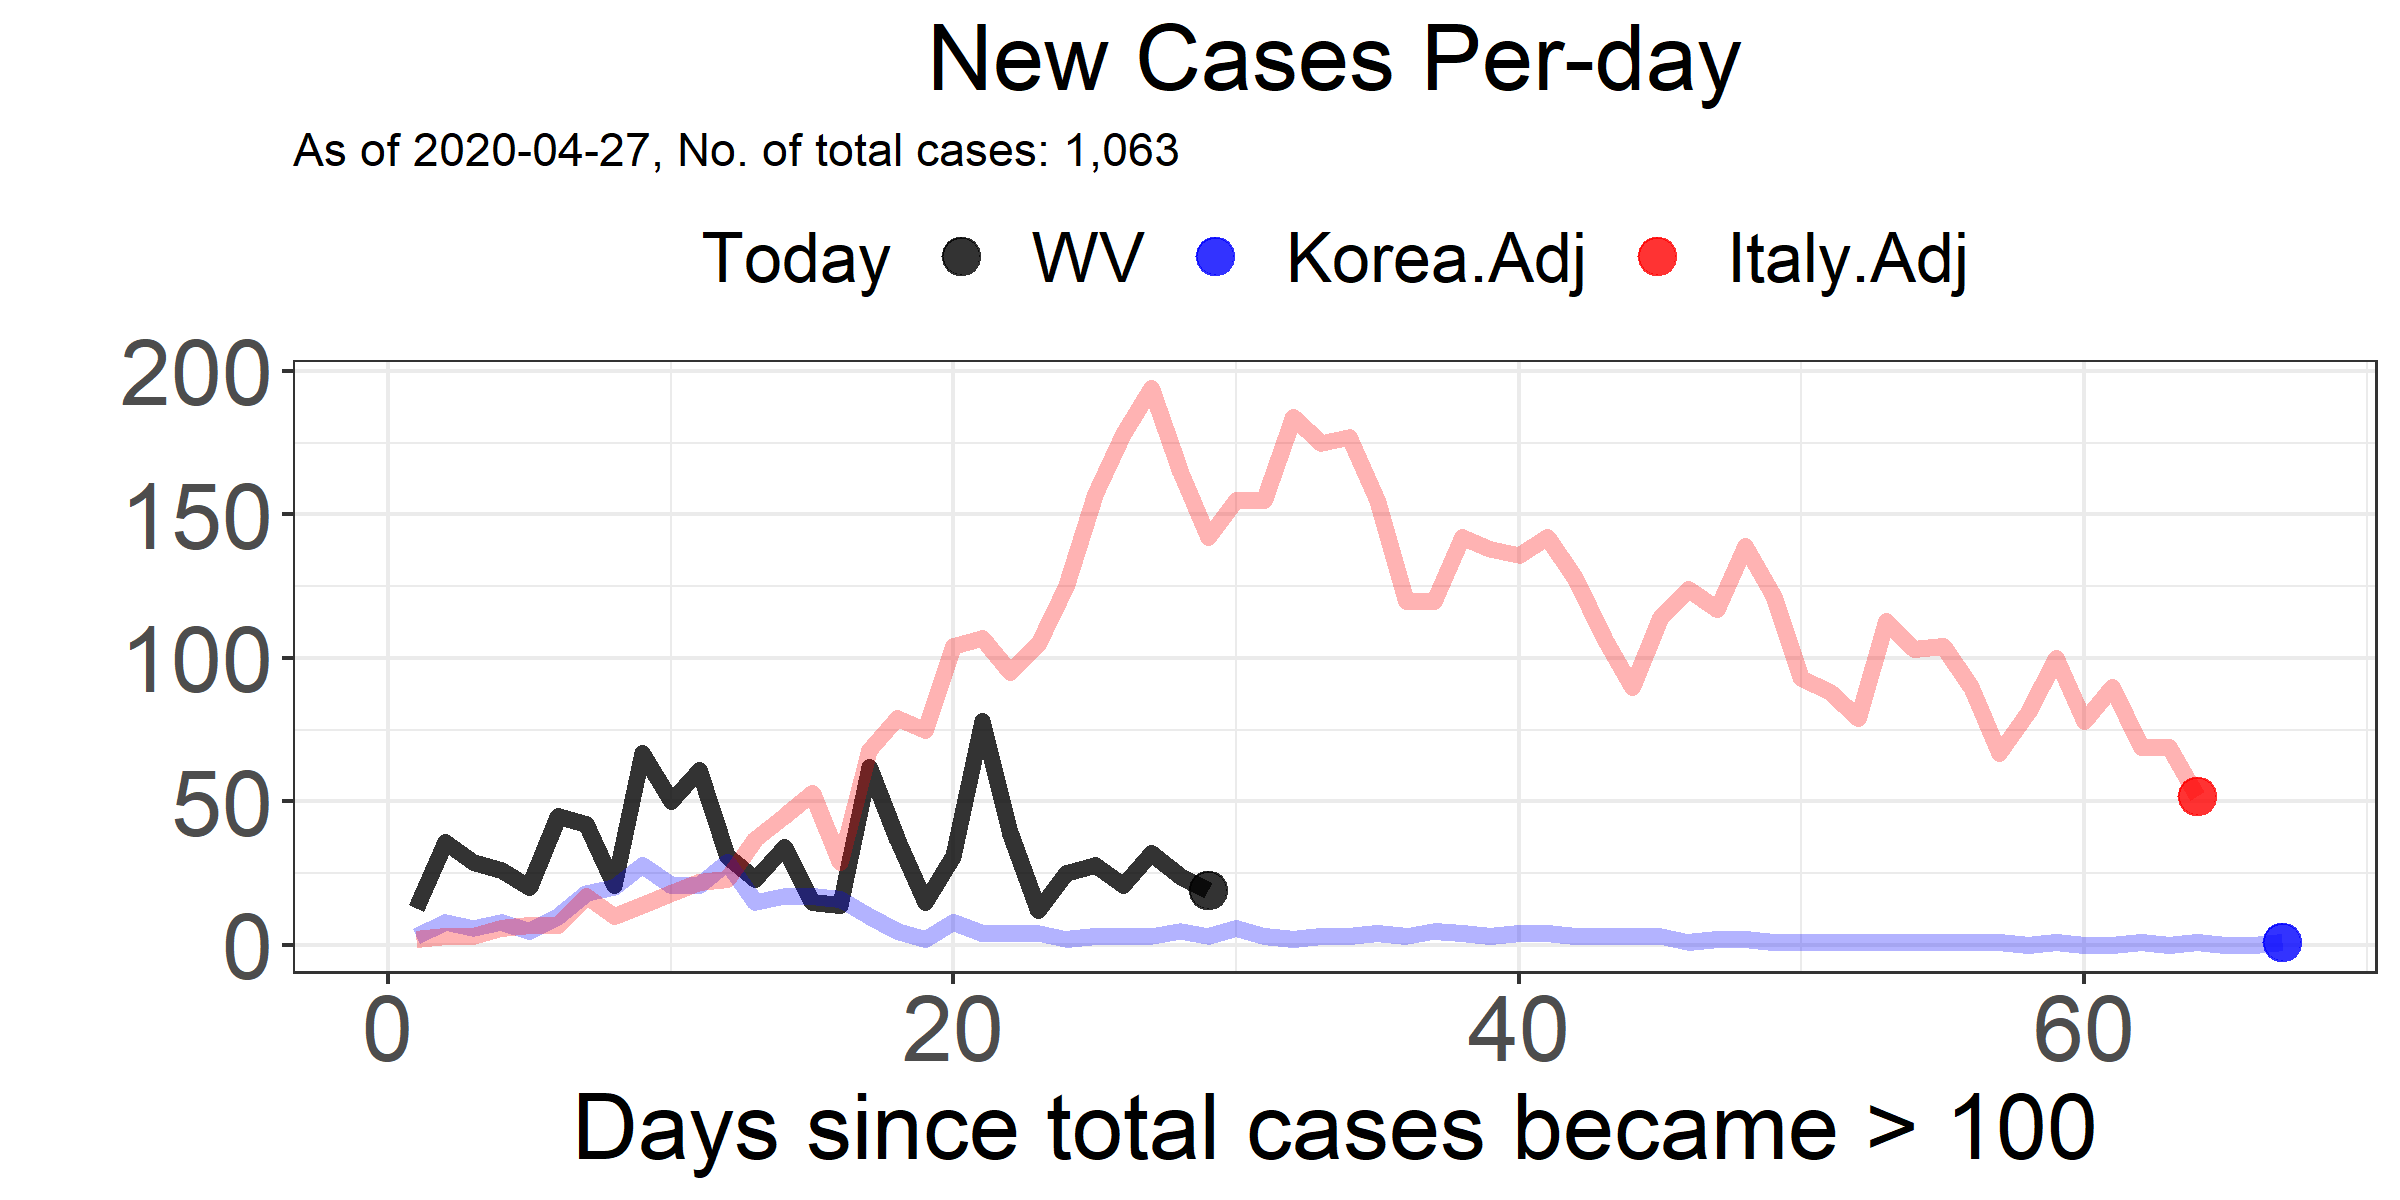 New Cases Per-day
As of 2020-04-27, No. of total cases: 1,063
Today WV Korea.Adj Italy.Adj
200
150
100
50
0
0 20 40 60
Days since total cases became > 100